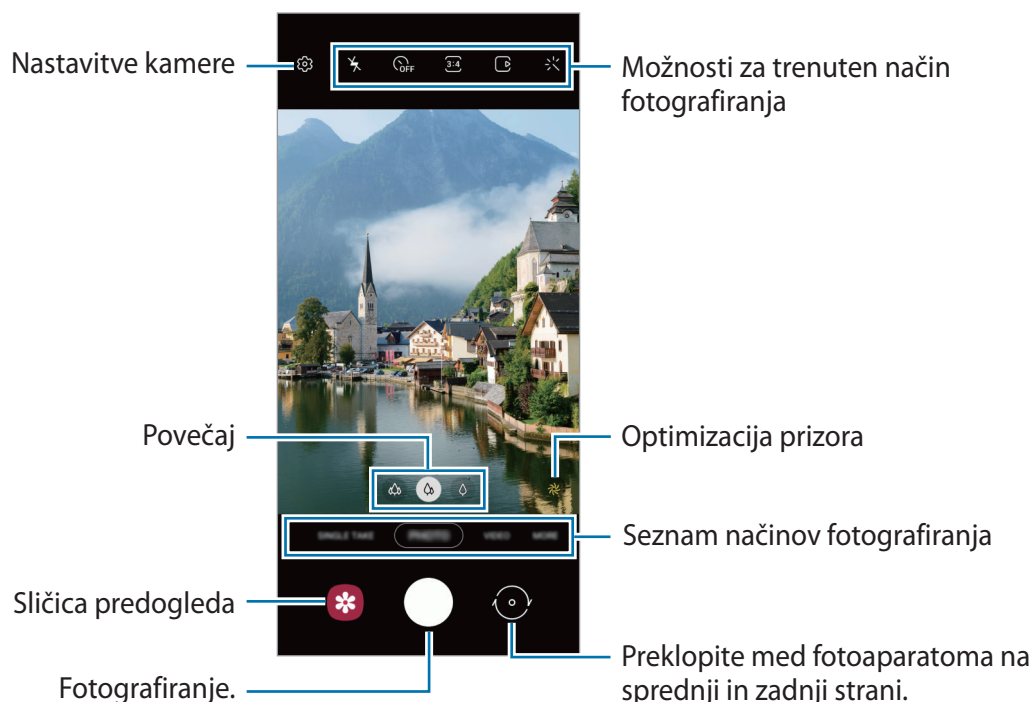 Nastavitve kamere
OFF
3:4
Možnosti za trenuten način
fotografiranja
Povečaj
Optimizacija prizora
SINGLE TAKE PHOTO VIDEO MORE
Seznam načinov fotografiranja
Sličica predogleda
Preklopite med fotoaparatoma na
sprednji in zadnji strani.
Fotografiranje.